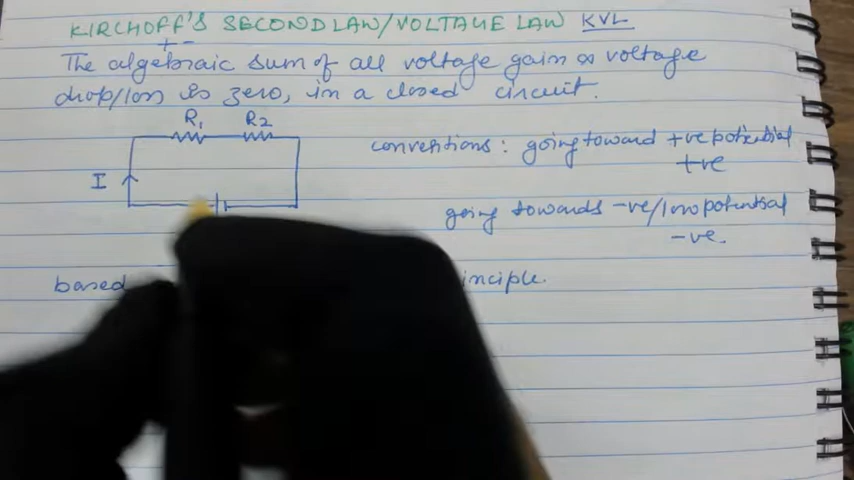 KIRCHOFF'S SECOND LAW/VOLTAGE LAW KVL
+ -
The algebraic sum of all voltage gain or voltage
drop/loss is zero, in a closed circuit.
R1 R2
I
conventions: going toward +ve potential
+ve
going towards -ve/low potential
-ve.
based inciple.